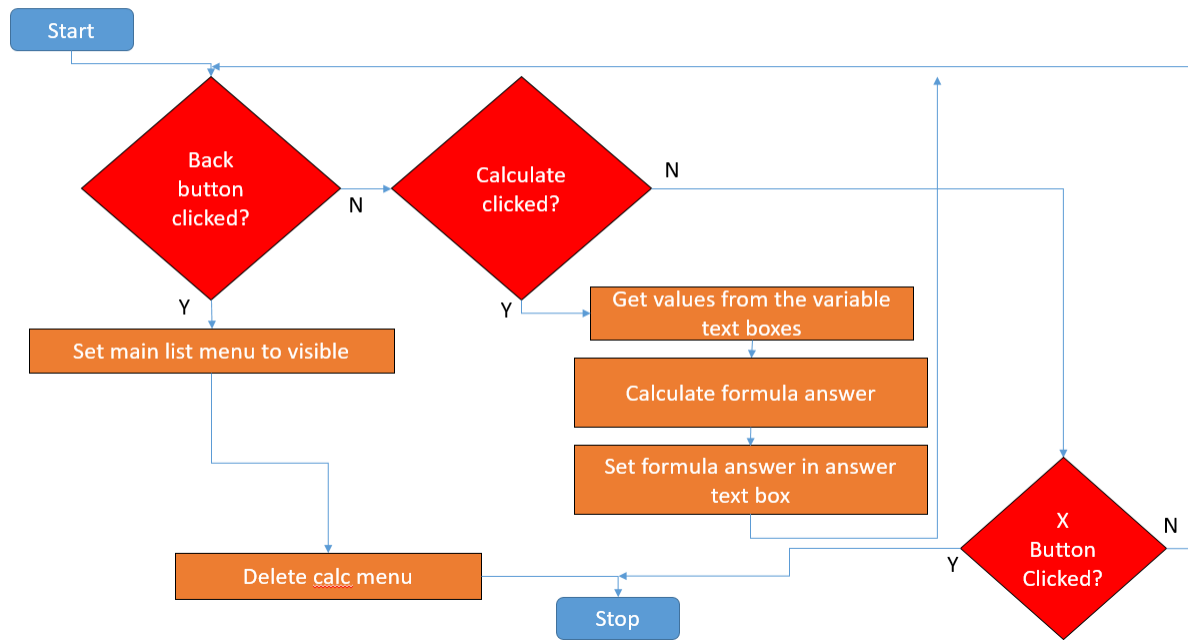 Start
Back
button
clicked?
N
Calculate
clicked?
N
Y
Set main list menu to visible
Y
Get values from the variable
text boxes
Calculate formula answer
Set formula answer in answer
text box
X
Button
Clicked?
N
Y
Delete calc menu
Stop